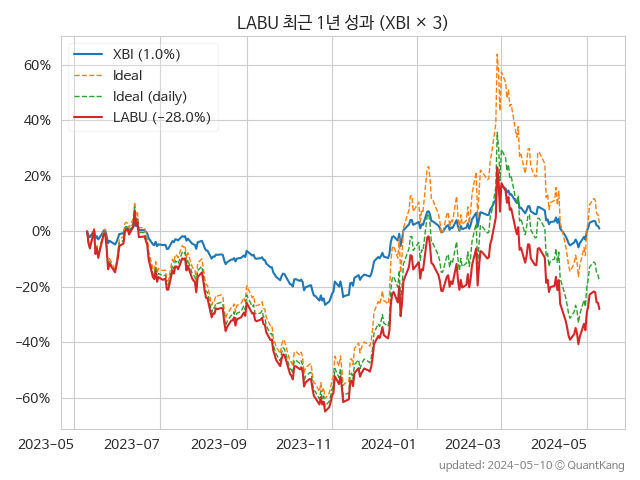 LABU 최근 1년 성과 (XBI × 3)
XBI (1.0%)
Ideal
Ideal (daily)
LABU (−28.0%)
60%
40%
20%
0%
−20%
−40%
−60%
2023-05 2023-07 2023-09 2023-11 2024-01 2024-03 2024-05
updated: 2024-05-10 © QuantKang